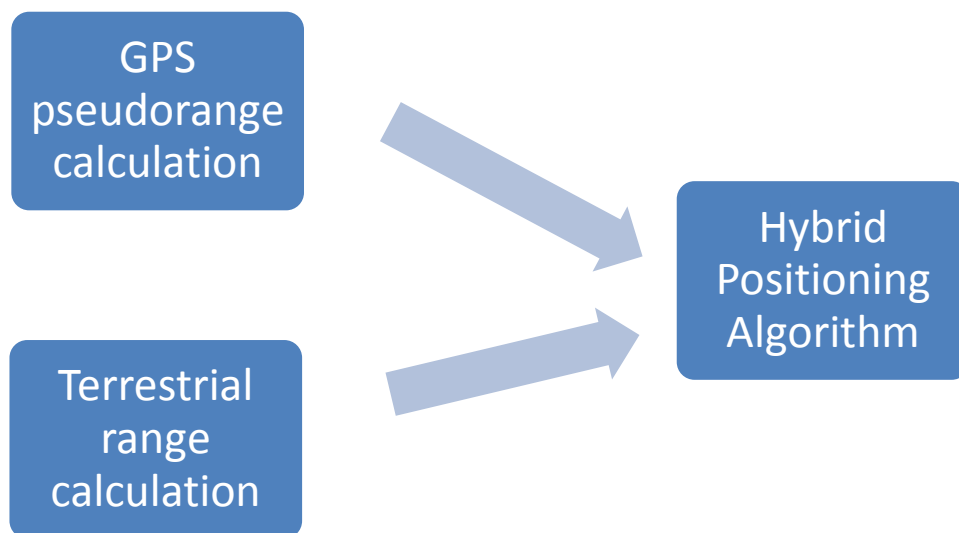 GPS
pseudorange
calculation
Hybrid
Positioning
Algorithm
Terrestrial
range
calculation